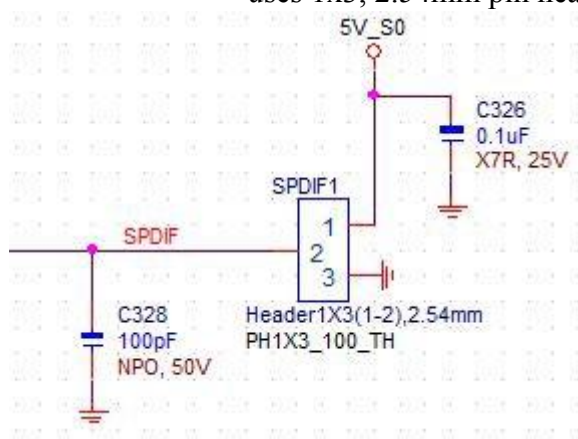 5V_S0
C326
0.1uF
X7R, 25V
SPDIF1
1
SPDIF
2
3
C328
100pF
NPO, 50V
Header1X3(1-2),2.54mm
PH1X3_100_TH